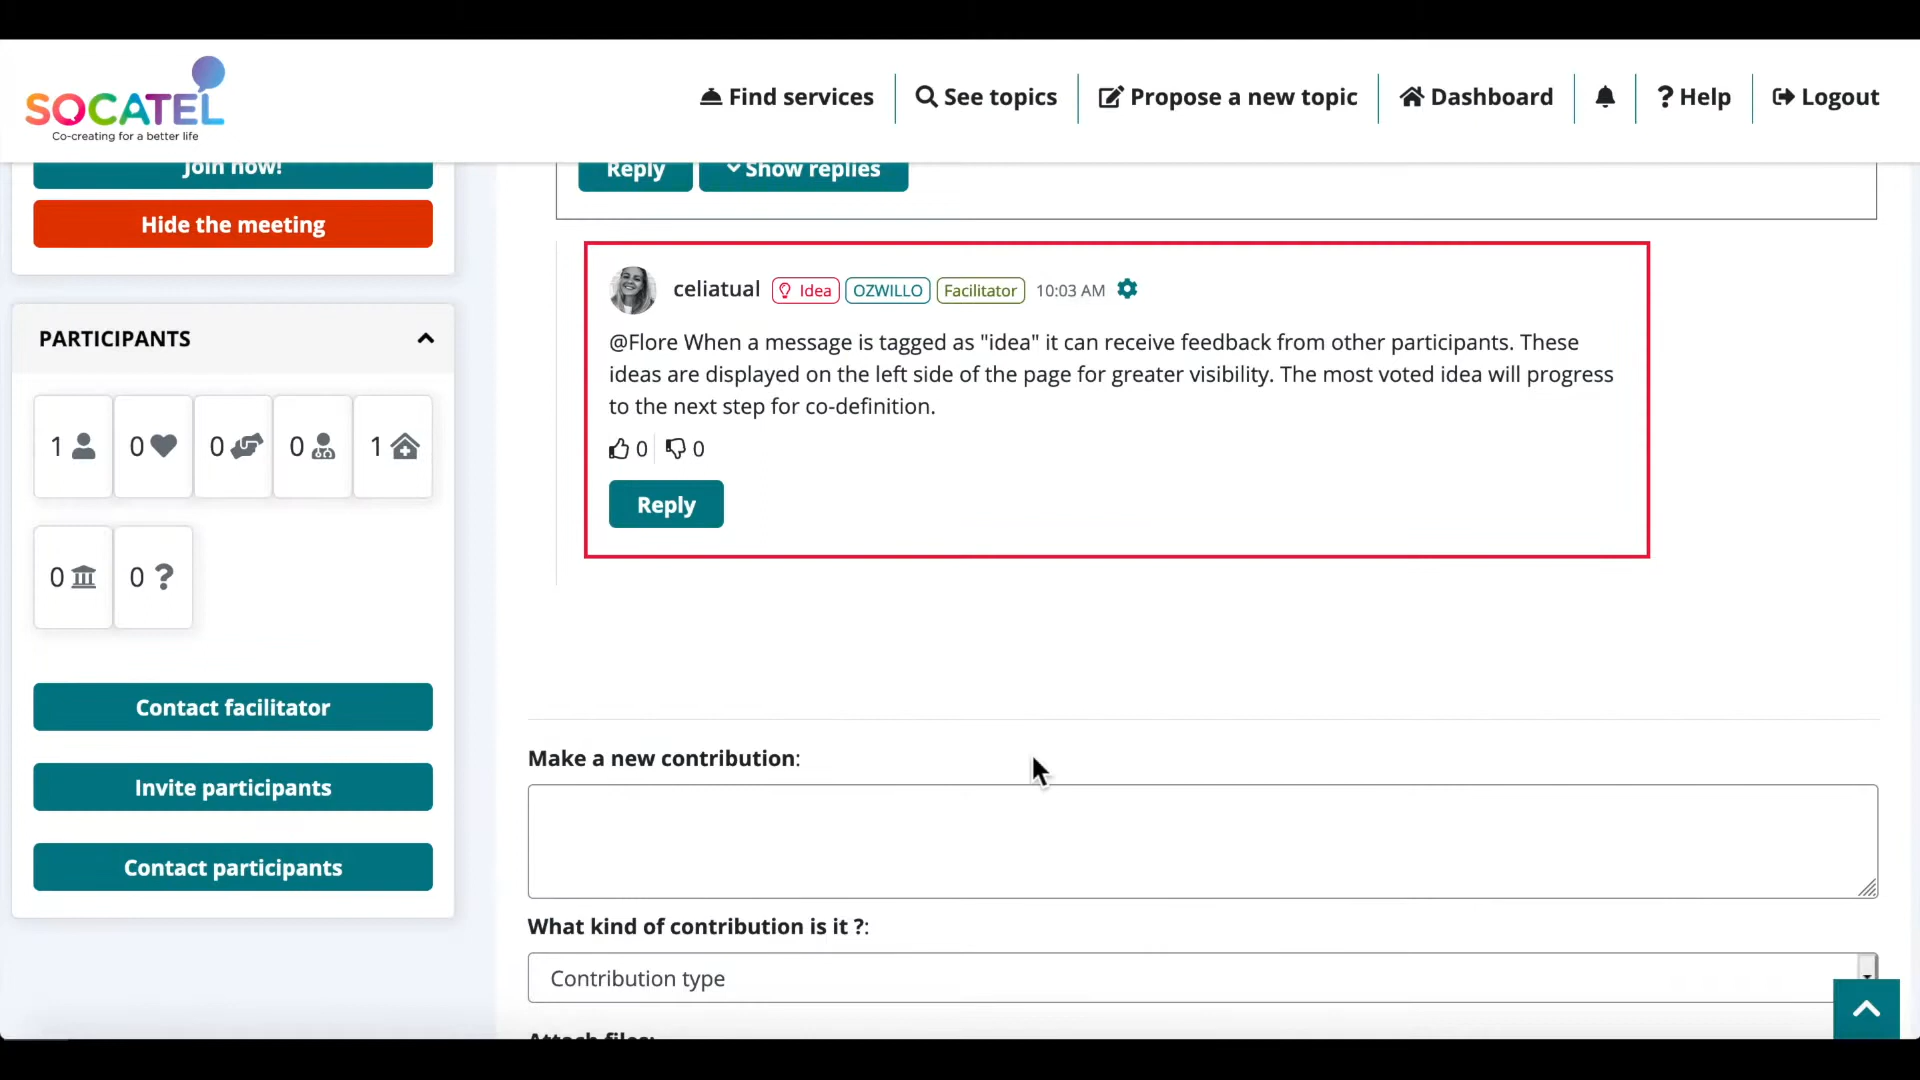 SOCATEL
Co-creating for a better life
Find services
See topics
Propose a new topic
Dashboard
? Help
Logout
Join now!
Hide the meeting
PARTICIPANTS
1
0
0
0
1
0
0 ?
Contact facilitator
Invite participants
Contact participants
Reply
Show replies
celiatual Idea OZWILLO Facilitator 10:03 AM
@Flore When a message is tagged as "idea" it can receive feedback from other participants. These
ideas are displayed on the left side of the page for greater visibility. The most voted idea will progress
to the next step for co-definition.
0 0
Reply
Make a new contribution:
What kind of contribution is it ?:
Contribution type
Attach files: